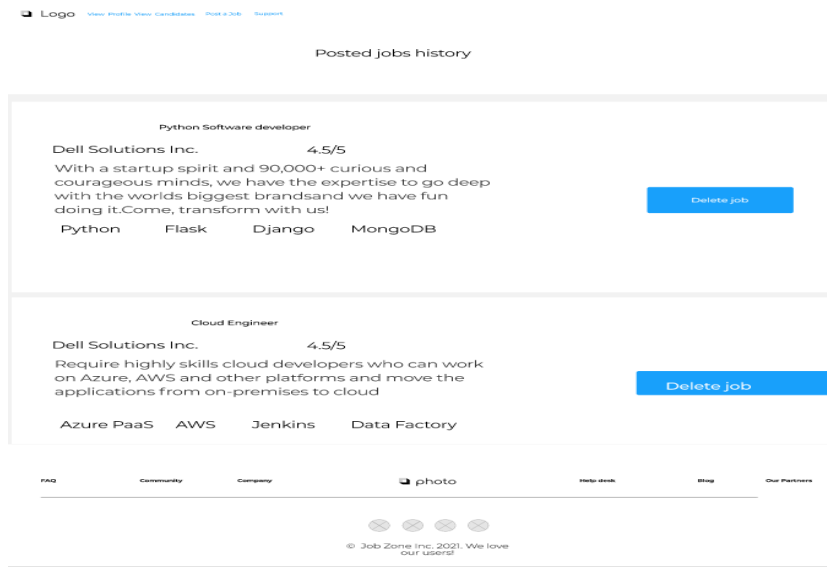 Logo View Profile View Candidates Post a Job Support
Posted jobs history
Python Software developer
Dell Solutions Inc. 4.5/5
With a startup spirit and 90,000+ curious and
courageous minds, we have the expertise to go deep
with the worlds biggest brandsand we have fun
doing it.Come, transform with us!
Delete job
Python Flask Django MongoDB
Cloud Engineer
Dell Solutions Inc. 4.5/5
Require highly skills cloud developers who can work
on Azure, AWS and other platforms and move the
applications from on-premises to cloud
Delete job
Azure PaaS AWS Jenkins Data Factory
FAQ Community Company photo Help desk Blog Our Partners
© Job Zone Inc. 2021. We love
our users!